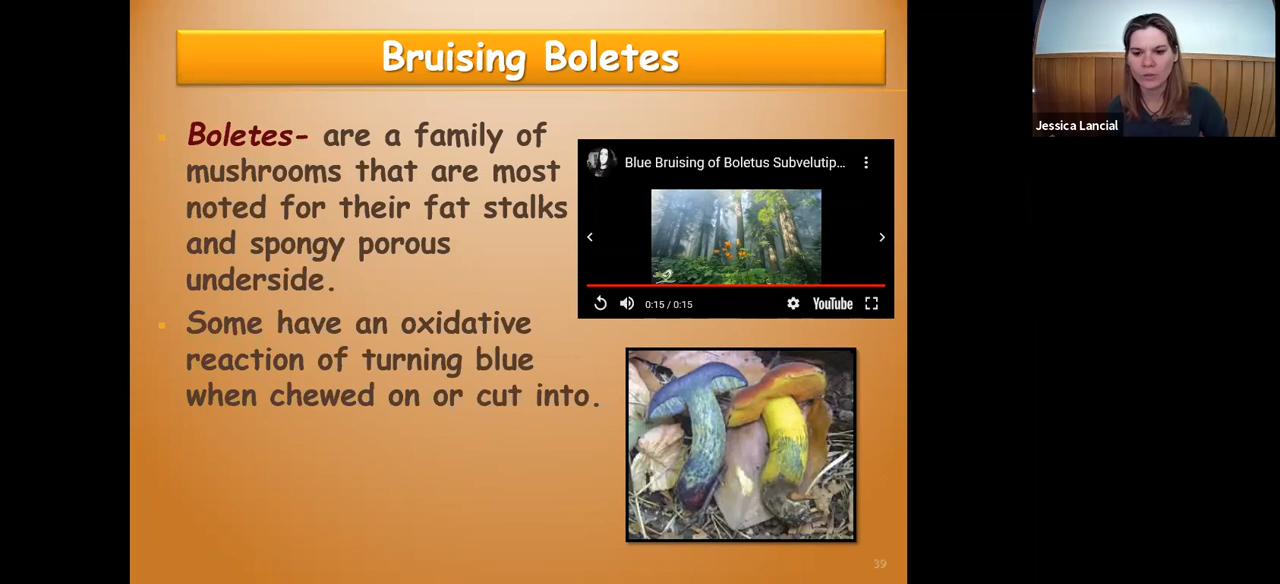 Bruising Boletes
Boletes- are a family of
mushrooms that are most
noted for their fat stalks
and spongy porous
underside.
Some have an oxidative
reaction of turning blue
when chewed on or cut into.
Blue Bruising of Boletus Subvelutip...
0:15 / 0:15
YouTube
39
Jessica Lancial